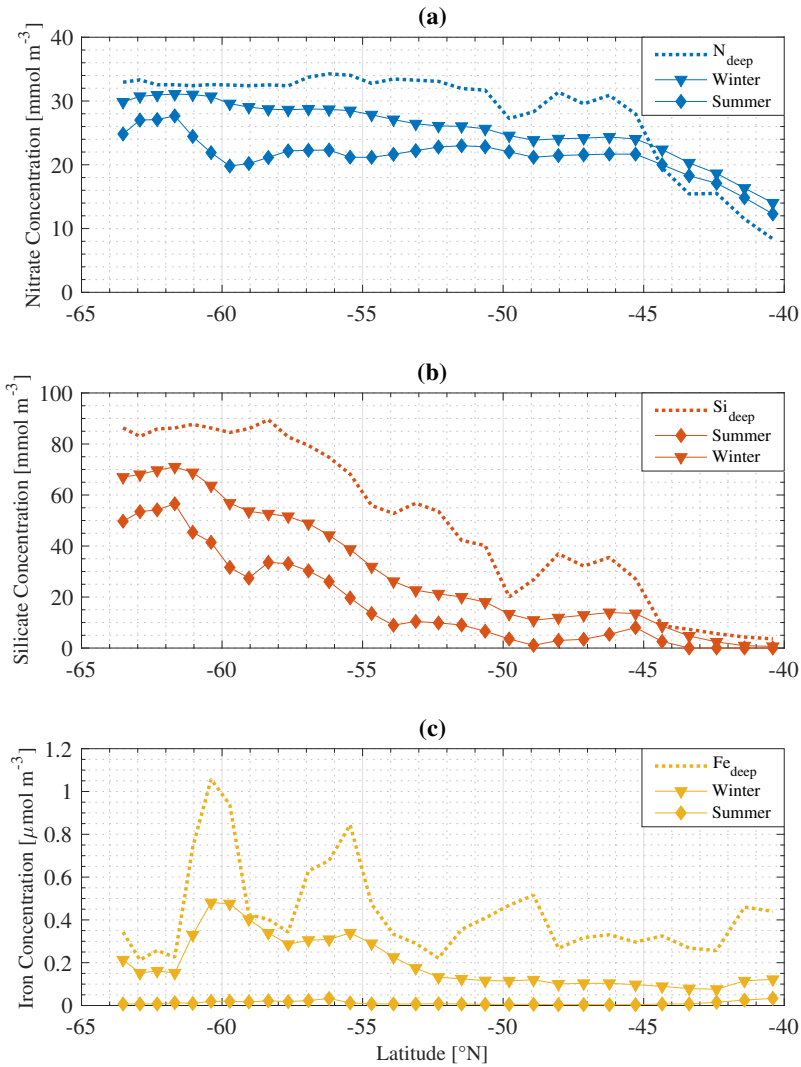 (a)
Nitrate Concentration [mmol m⁻³]
40
30
20
10
0
N_deep
Winter
Summer
-65 -60 -55 -50 -45 -40
(b)
Silicate Concentration [mmol m⁻³]
100
80
60
40
20
0
Si_deep
Summer
Winter
-65 -60 -55 -50 -45 -40
(c)
Iron Concentration [μmol m⁻³]
1.2
1
0.8
0.6
0.4
0.2
0
Fe_deep
Winter
Summer
-65 -60 -55 -50 -45 -40
Latitude [°N]